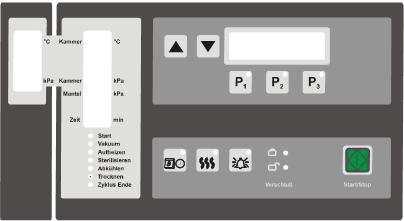 °C Kammer °C
kPa Kammer kPa
Mantel kPa
Zeit min
Start
Vakuum
Aufheizen
Sterilisieren
Abkühlen
Trocknen
Zyklus Ende
P1 P2 P3
Verschluß Start/Stop